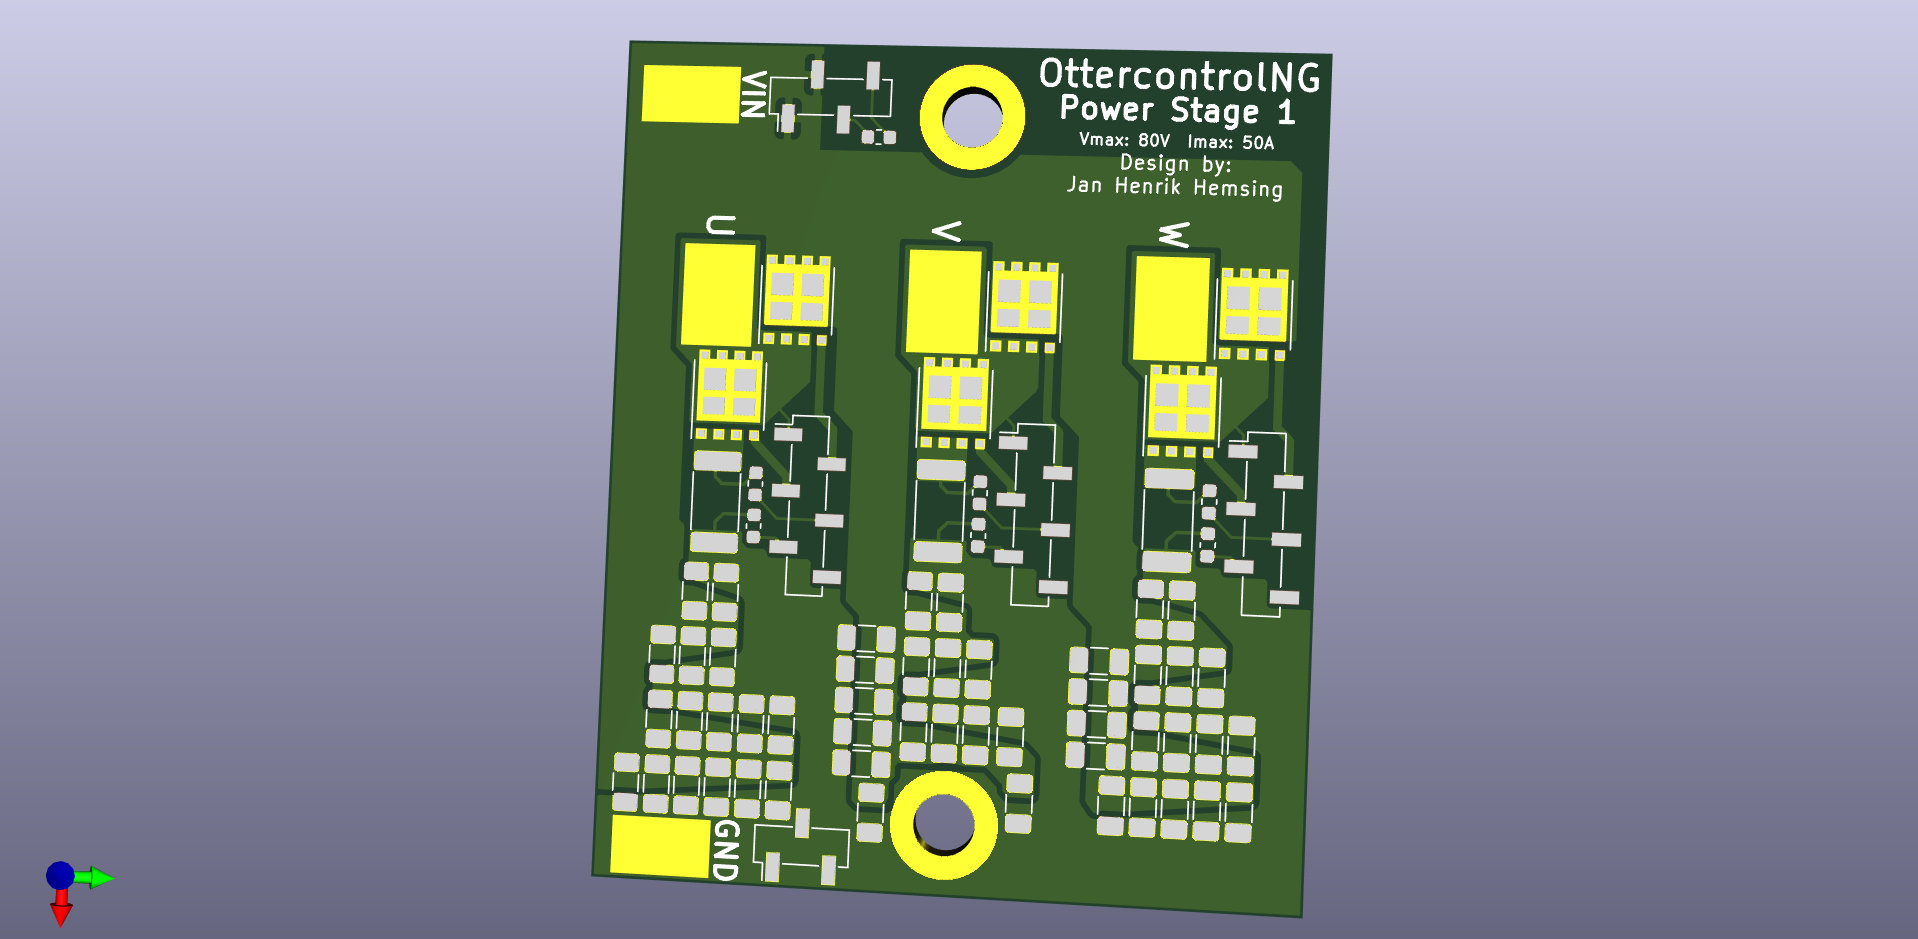 VIN
OttercontrolNG
Power Stage 1
Vmax: 80V Imax: 50A
Design by:
Jan Henrik Hemsing
U
V
W
GND